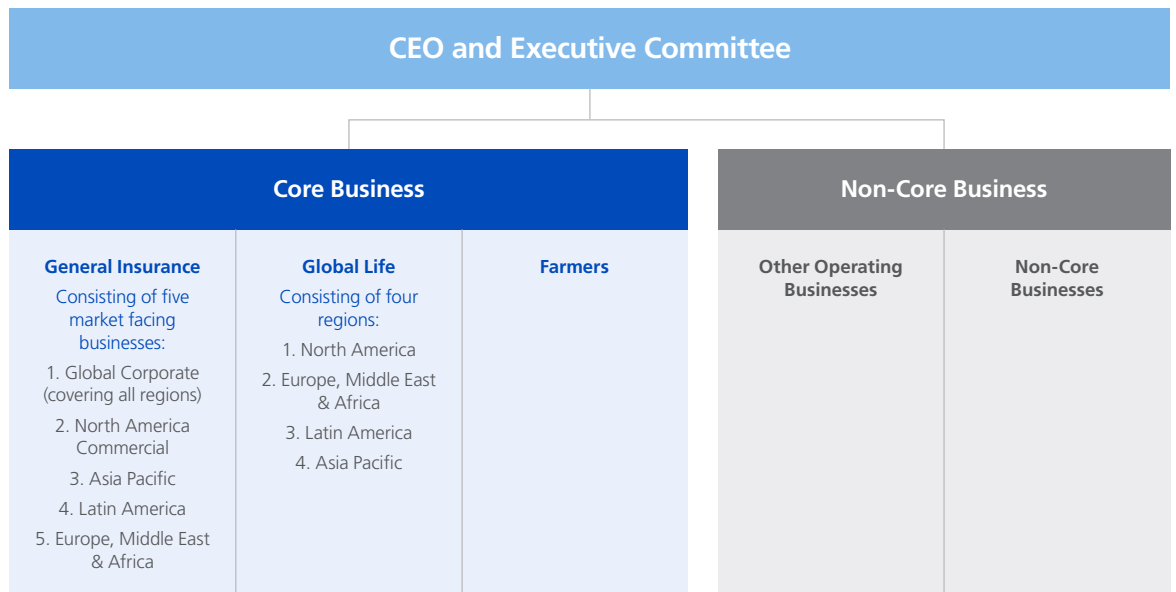 CEO and Executive Committee
Core Business
Non-Core Business
General Insurance
Consisting of five
market facing
businesses:
1. Global Corporate
(covering all regions)
2. North America
Commercial
3. Asia Pacific
4. Latin America
5. Europe, Middle East
& Africa
Global Life
Consisting of four
regions:
1. North America
2. Europe, Middle East
& Africa
3. Latin America
4. Asia Pacific
Farmers
Other Operating
Businesses
Non-Core
Businesses